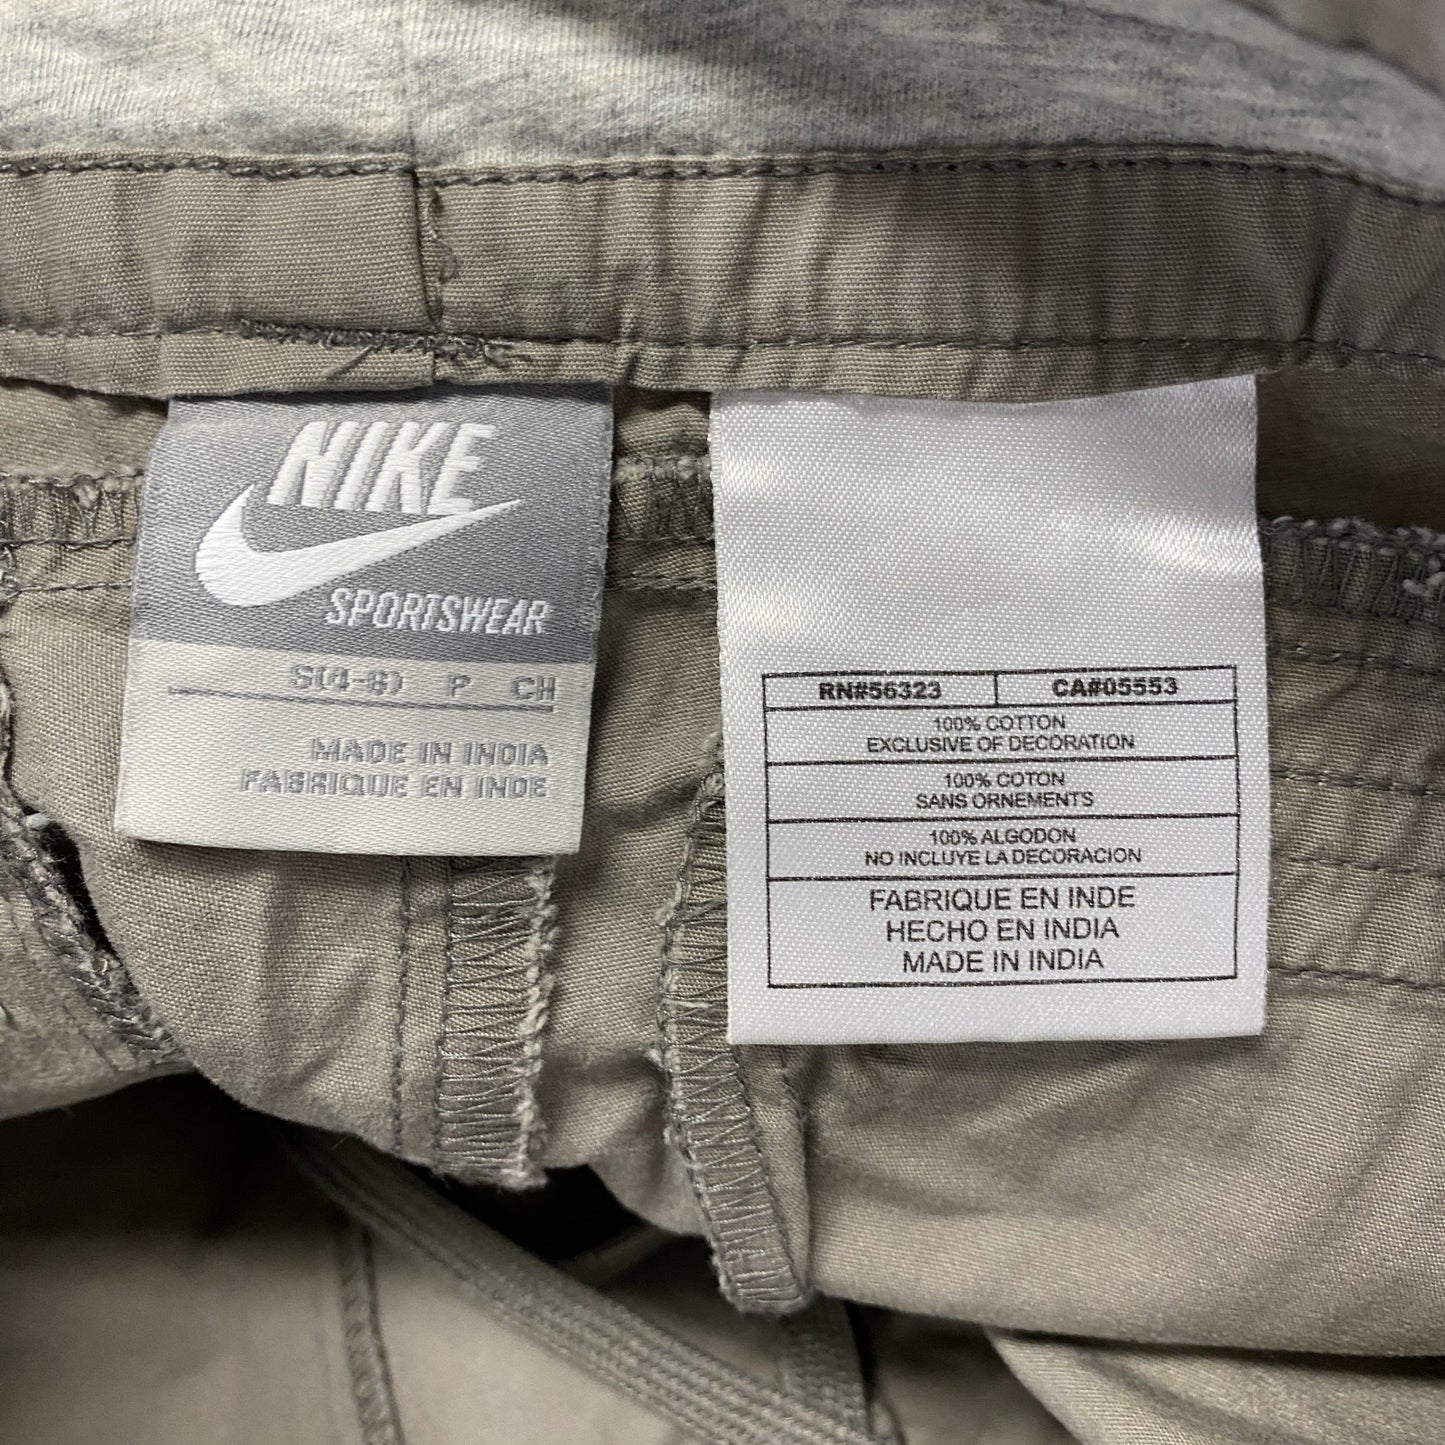 NIKE
SPORTSWEAR
S(4-6) P CH
MADE IN INDIA
FABRIQUE EN INDE
RN#56323 CA#05553
100% COTTON
EXCLUSIVE OF DECORATION
100% COTON
SANS ORNEMENTS
100% ALGODON
NO INCLUYE LA DECORACION
FABRIQUE EN INDE
HECHO EN INDIA
MADE IN INDIA